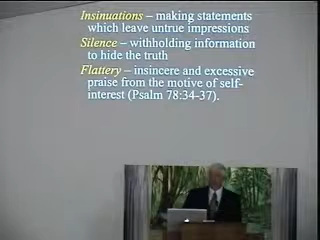 Insinuations – making statements
which leave untrue impressions
Silence – withholding information
to hide the truth
Flattery – insincere and excessive
praise from the motive of self-
interest (Psalm 78:34-37).